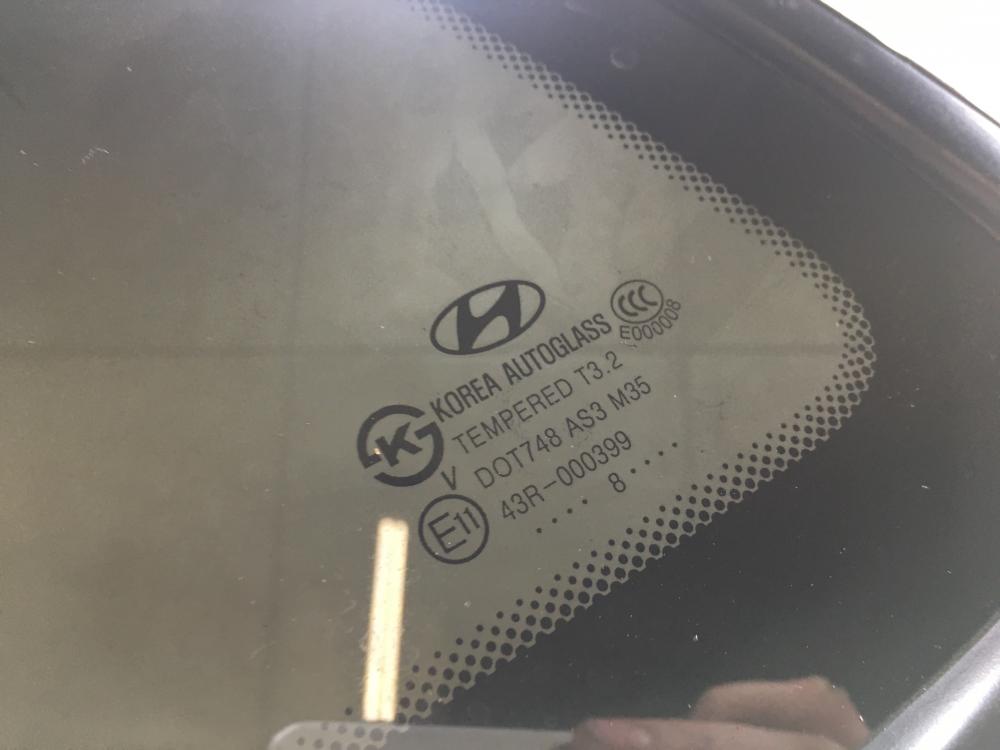 CCC
E000008
KOREA AUTOGLASS
TEMPERED T3.2
K
V DOT748 AS3 M35
E11 43R-000399
.... 8 ....